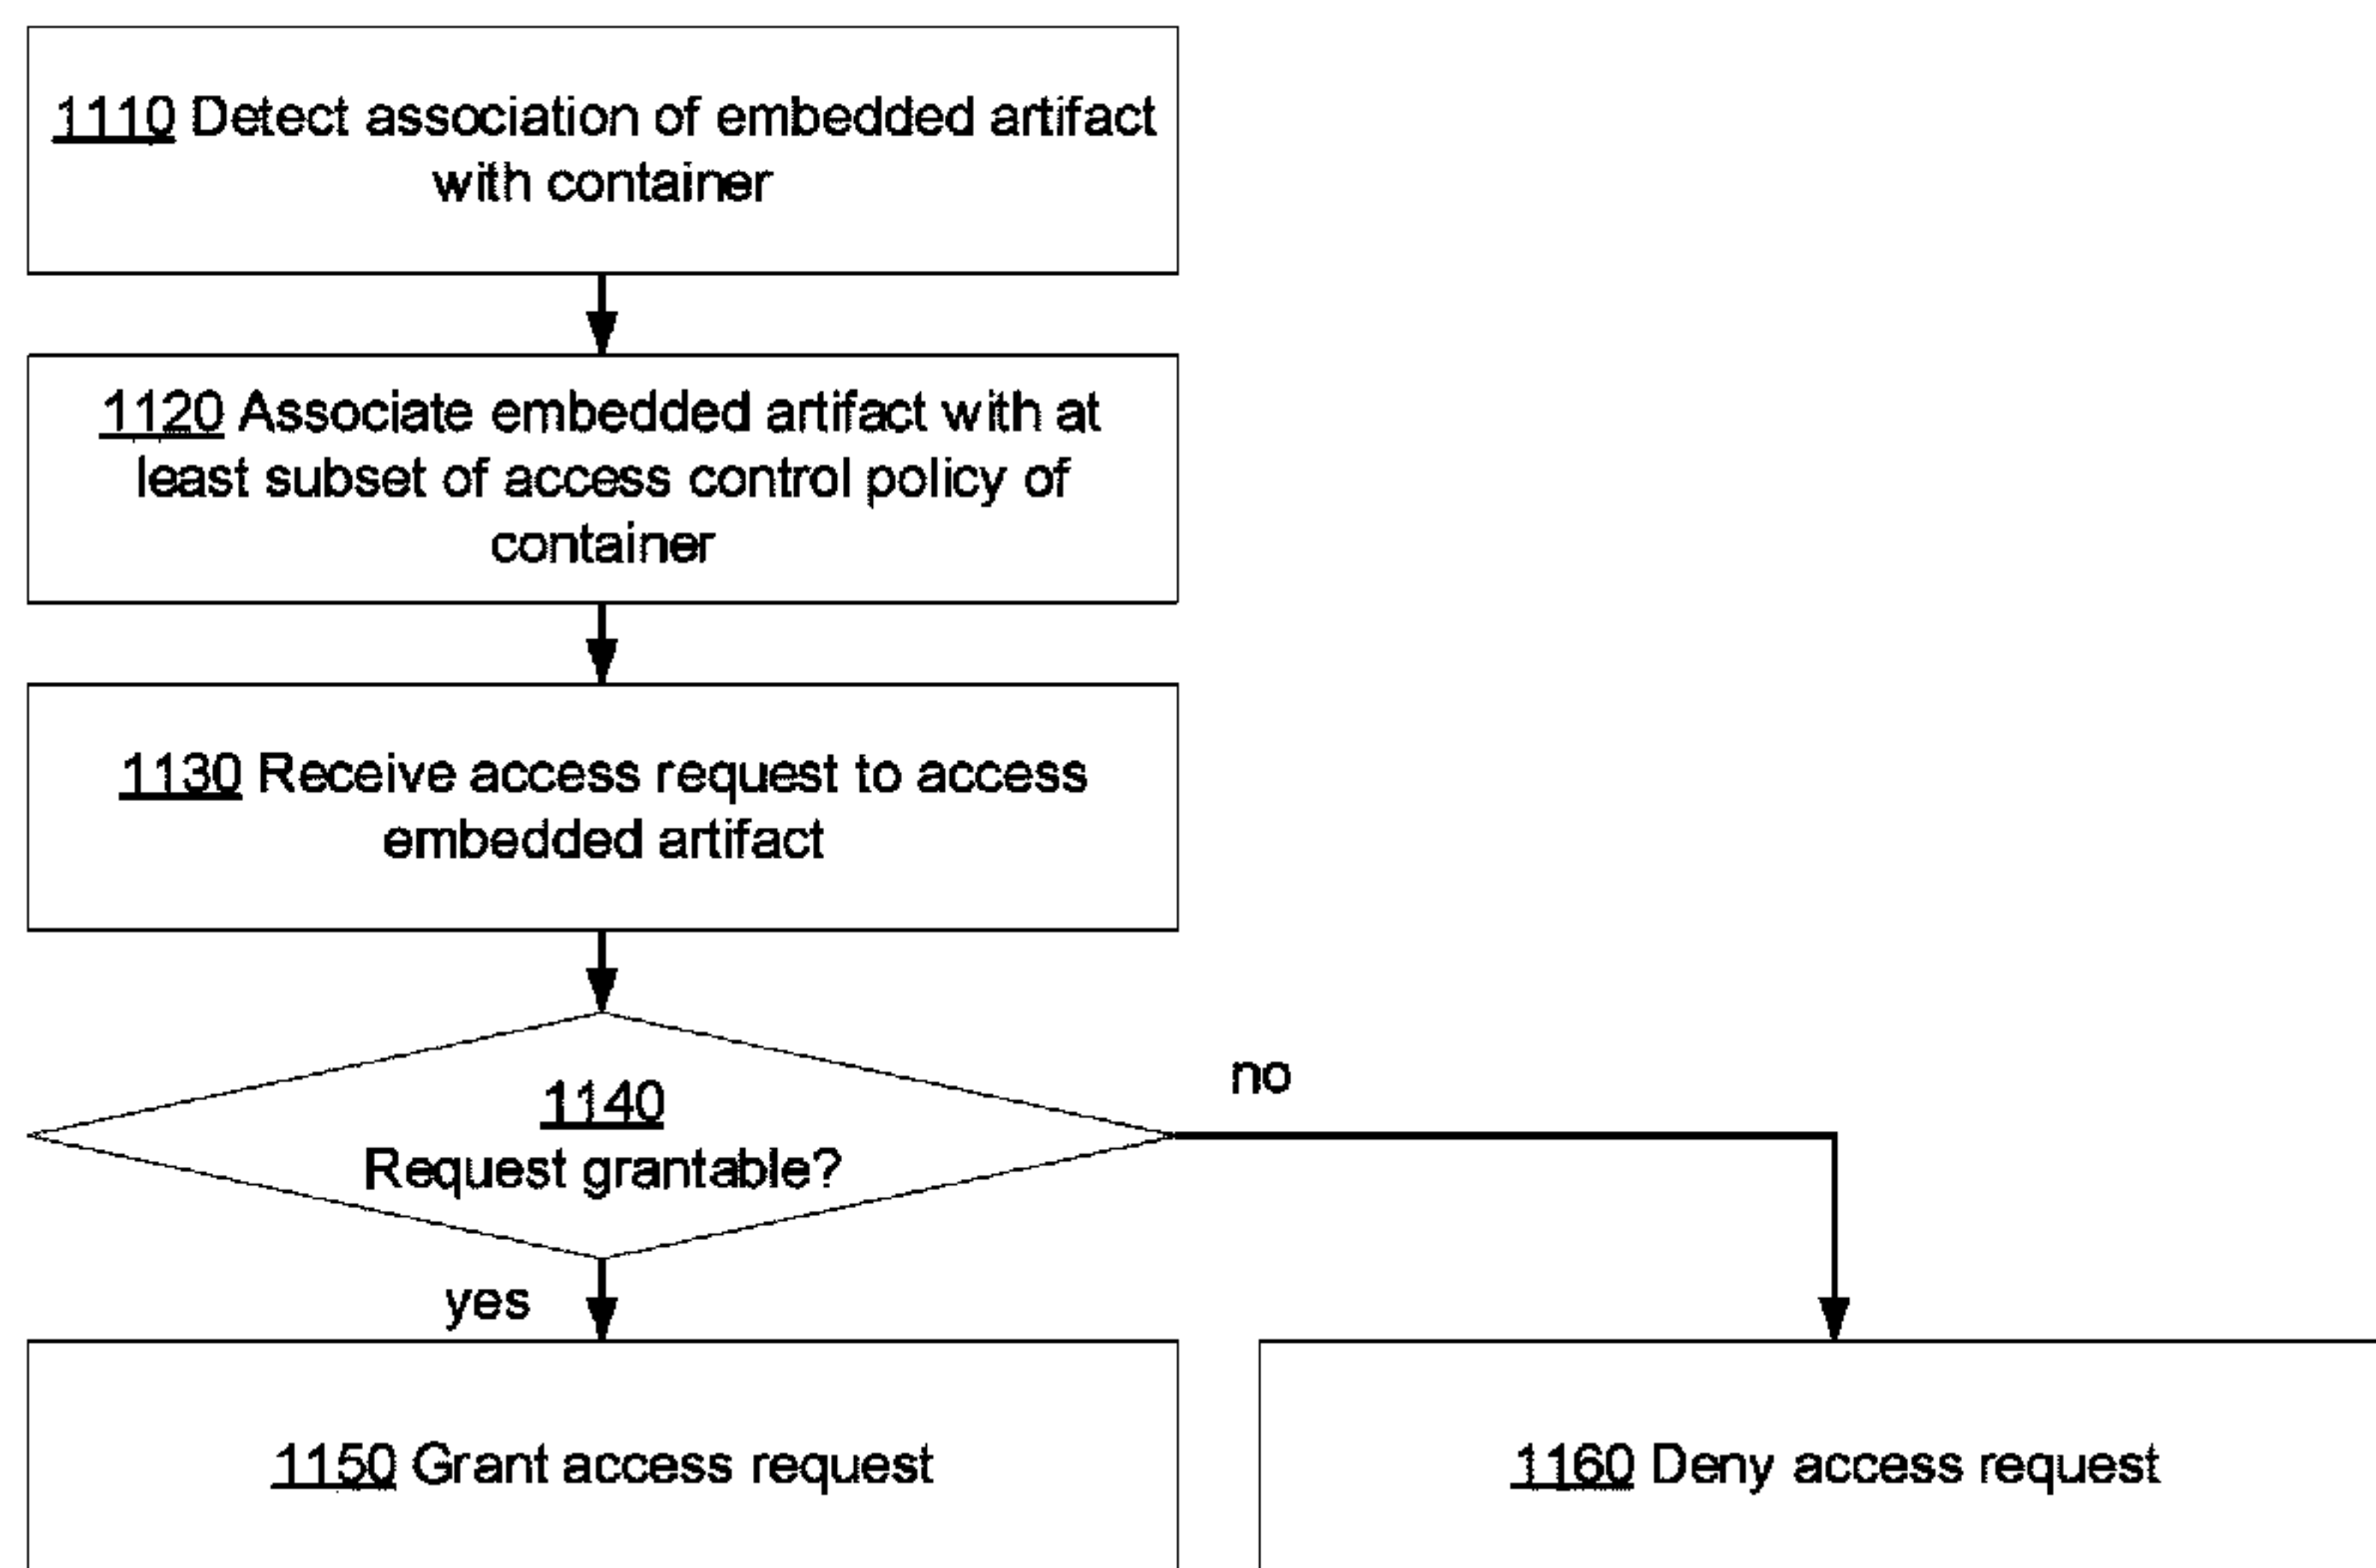 1110 Detect association of embedded artifact
with container
1120 Associate embedded artifact with at
least subset of access control policy of
container
1130 Receive access request to access
embedded artifact
1140
Request grantable?
no
yes
1150 Grant access request
1160 Deny access request